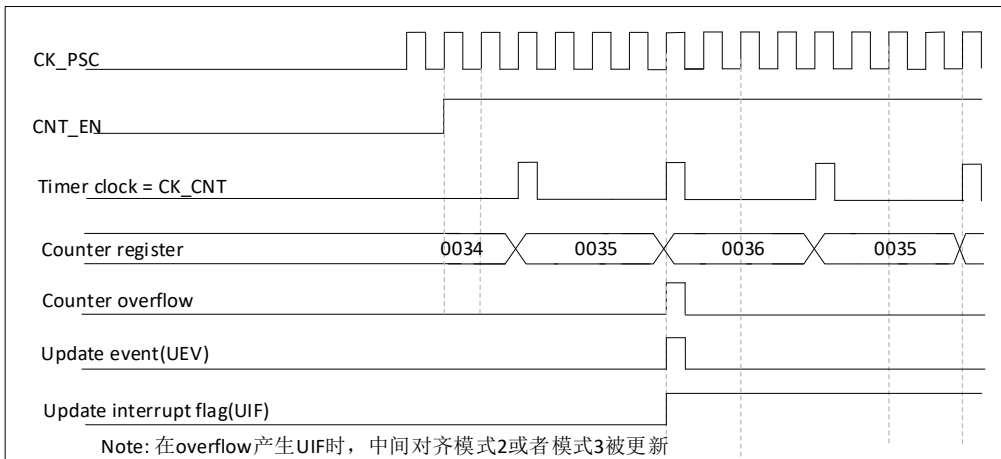 CK_PSC
CNT_EN
Timer clock = CK_CNT
Counter register 0034 0035 0036 0035
Counter overflow
Update event(UEV)
Update interrupt flag(UIF)
Note: 在overflow产生UIF时，中间对齐模式2或者模式3被更新